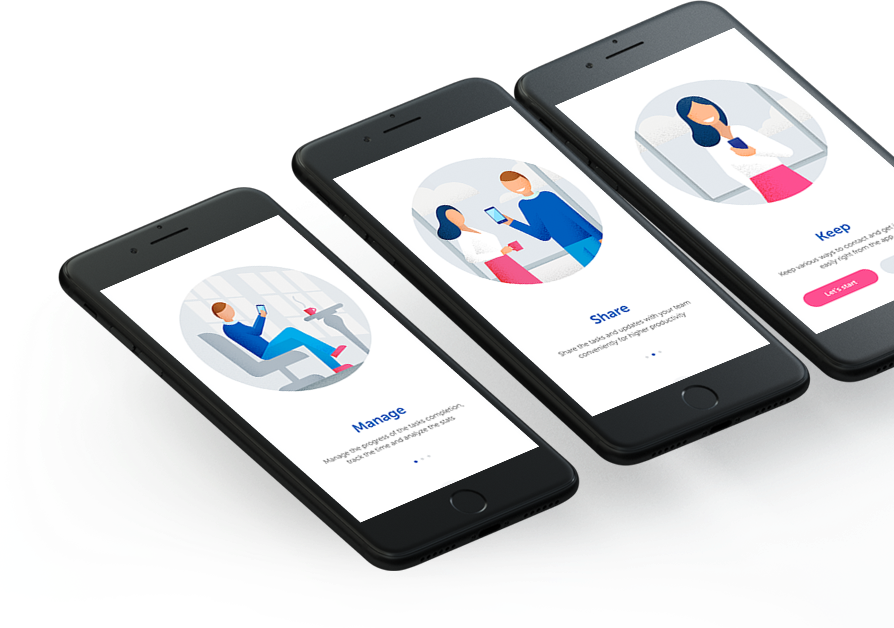 Manage
Manage the progress of the tasks completion,
track the time and analyze the stats
Share
Share the tasks and updates with your team
conveniently for higher productivity
Keep
Keep various ways to contact and get
easily right from the app
Let's start